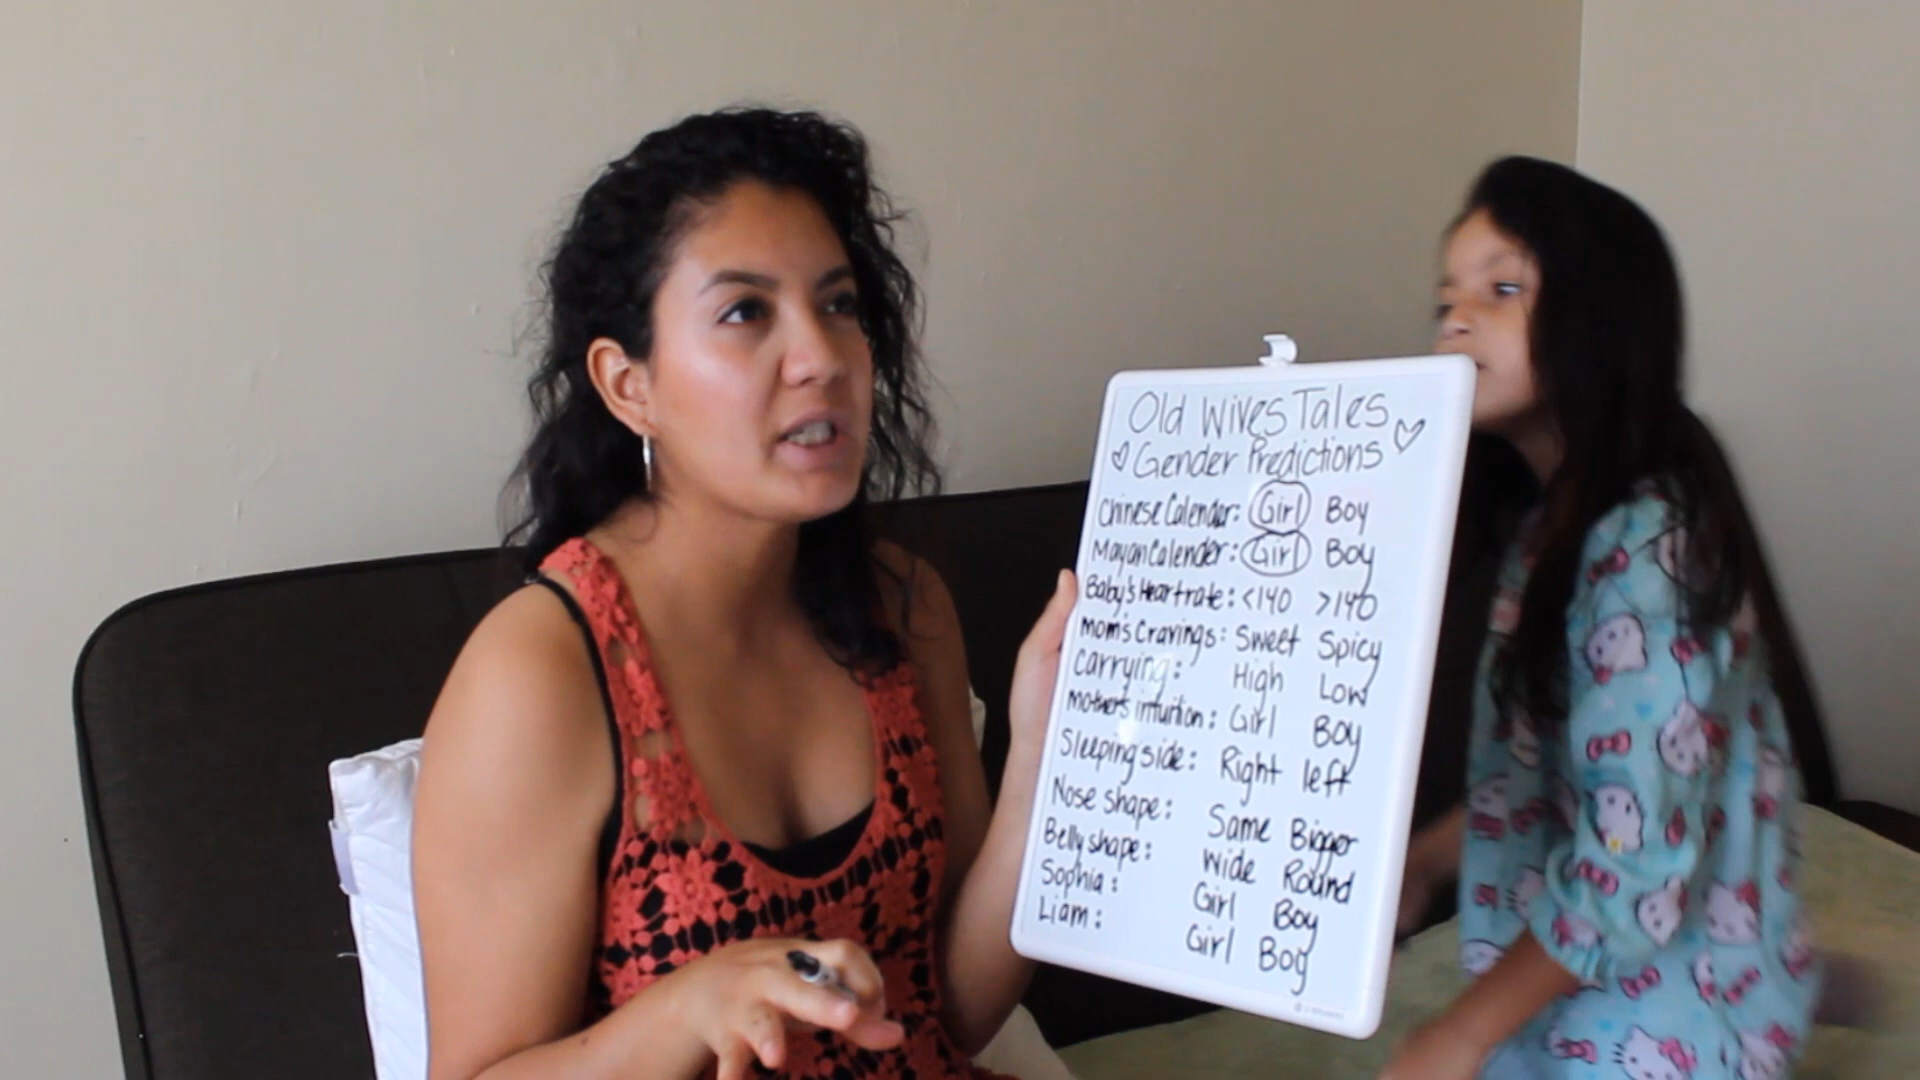 Old Wives Tales
Gender Predictions
Chinese Calender: Girl Boy
Mayan Calender: Girl Boy
Baby's Heartrate: <140 >140
Mom's Cravings: Sweet Spicy
Carrying: High Low
Mothers intuition: Girl Boy
Sleeping side: Right left
Nose shape: Same Bigger
Belly shape: Wide Round
Sophia: Girl Boy
Liam: Girl Boy